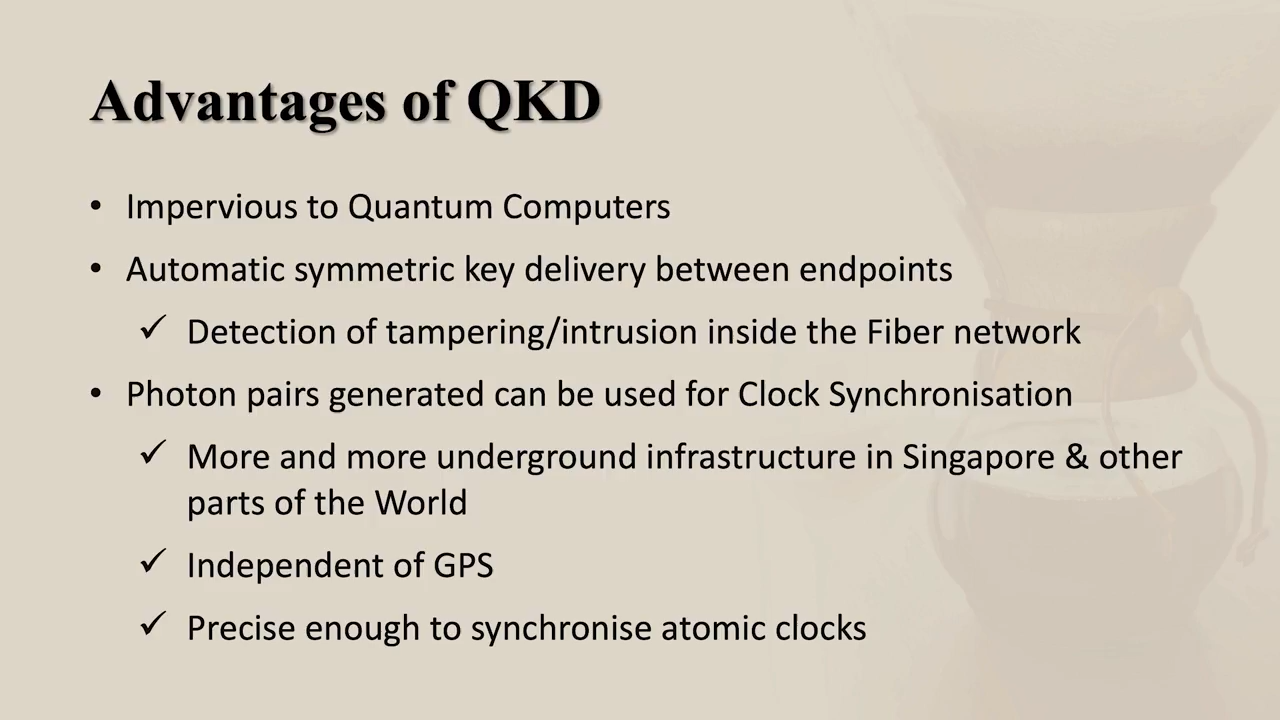 Advantages of QKD
• Impervious to Quantum Computers
• Automatic symmetric key delivery between endpoints
✓ Detection of tampering/intrusion inside the Fiber network
• Photon pairs generated can be used for Clock Synchronisation
✓ More and more underground infrastructure in Singapore & other
parts of the World
✓ Independent of GPS
✓ Precise enough to synchronise atomic clocks